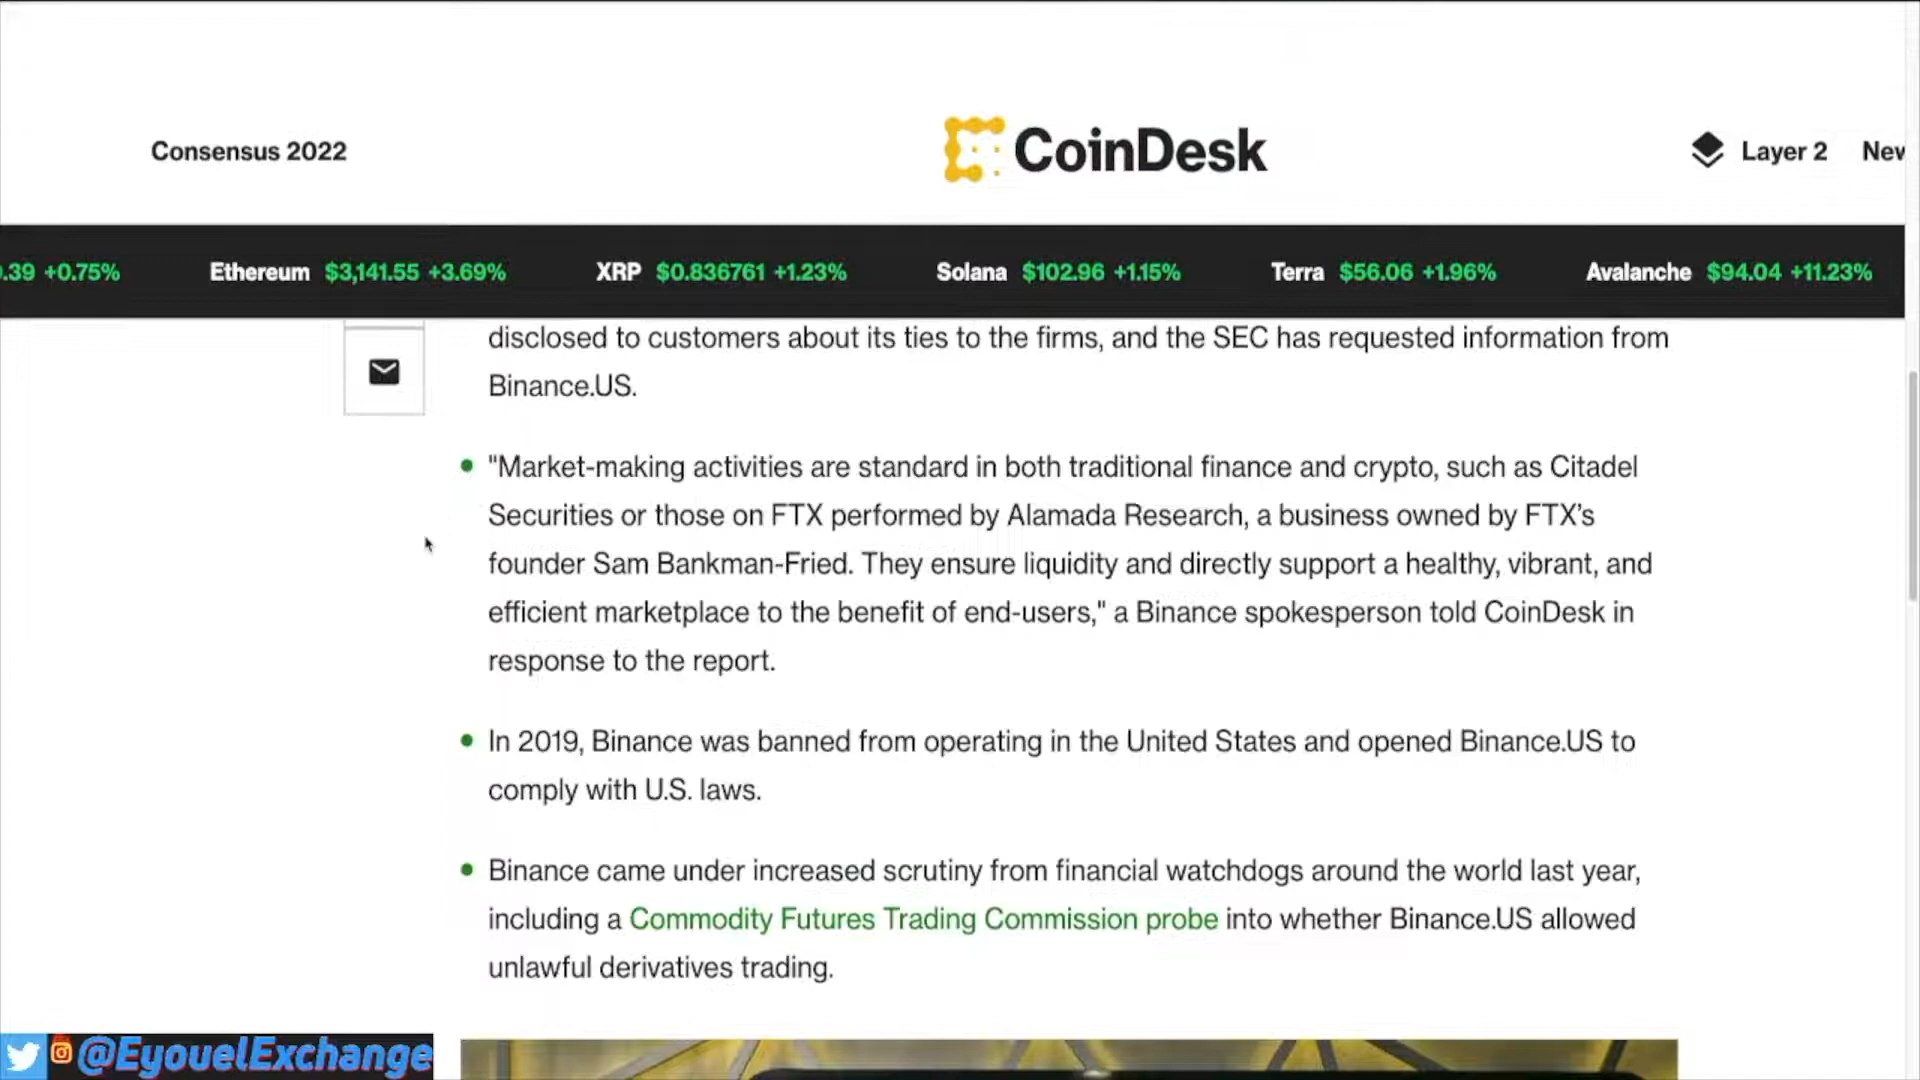 Consensus 2022
CoinDesk
Layer 2
.39 +0.75% Ethereum $3,141.55 +3.69% XRP $0.836761 +1.23% Solana $102.96 +1.15% Terra $56.06 +1.96% Avalanche $94.04 +11.23%
disclosed to customers about its ties to the firms, and the SEC has requested information from
Binance.US.
"Market-making activities are standard in both traditional finance and crypto, such as Citadel
Securities or those on FTX performed by Alamada Research, a business owned by FTX’s
founder Sam Bankman-Fried. They ensure liquidity and directly support a healthy, vibrant, and
efficient marketplace to the benefit of end-users," a Binance spokesperson told CoinDesk in
response to the report.
In 2019, Binance was banned from operating in the United States and opened Binance.US to
comply with U.S. laws.
Binance came under increased scrutiny from financial watchdogs around the world last year,
including a Commodity Futures Trading Commission probe into whether Binance.US allowed
unlawful derivatives trading.
@EyouelExchange